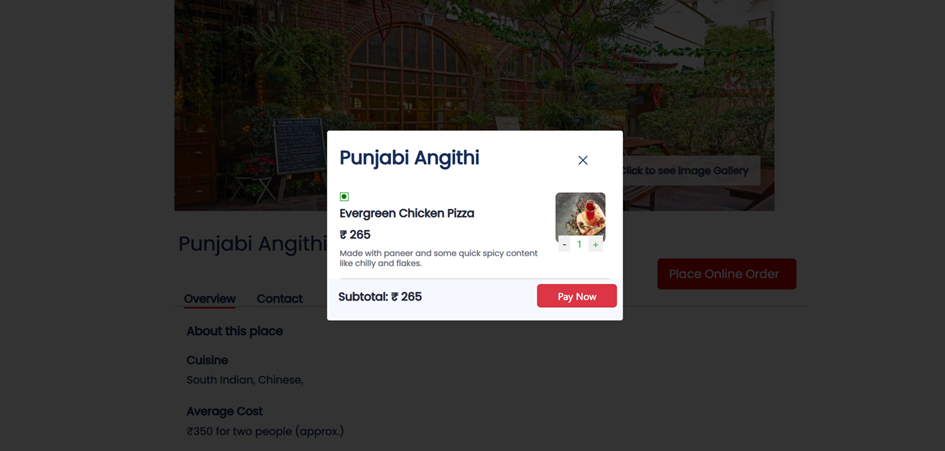 Click to see Image Gallery
Punjabi Angithi
Place Online Order
Overview
Contact
About this place
Cuisine
South Indian, Chinese,
Average Cost
₹350 for two people (approx.)
Punjabi Angithi
Evergreen Chicken Pizza
₹ 265
Made with paneer and some quick spicy content
like chilly and flakes.
- 1 +
Subtotal: ₹ 265
Pay Now